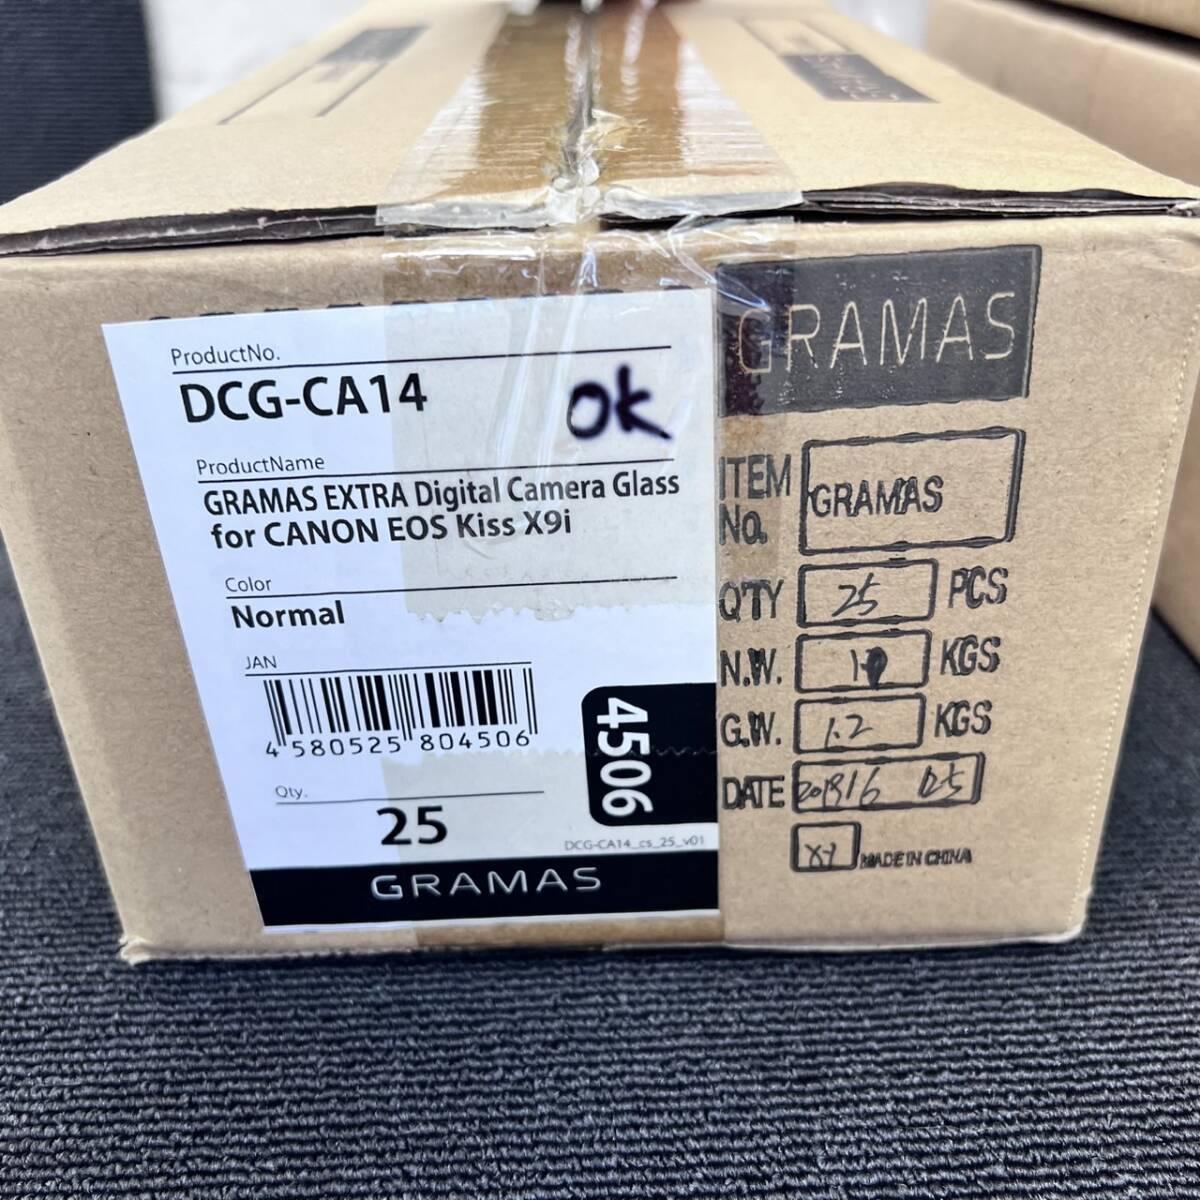 ProductNo.
DCG-CA14
ok
ProductName
GRAMAS EXTRA Digital Camera Glass
for CANON EOS Kiss X9i
Color
Normal
JAN
4 580525 804506
4506
Qty.
25
DCG-CA14_cs_25_v01
GRAMAS
GRAMAS
ITEM No. GRAMAS
Q'TY 25 PCS
N.W. KGS
G.W. 1.2 KGS
DATE
MADE IN CHINA